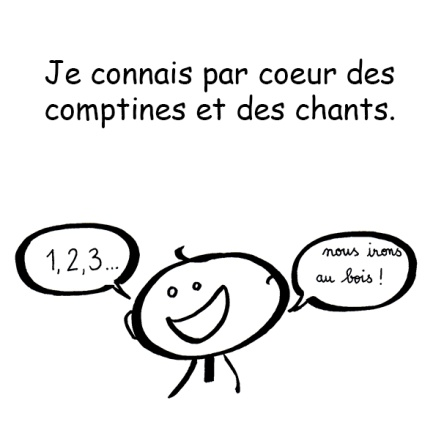 Je connais par coeur des
comptines et des chants.
1, 2, 3...
nous irons
au bois !